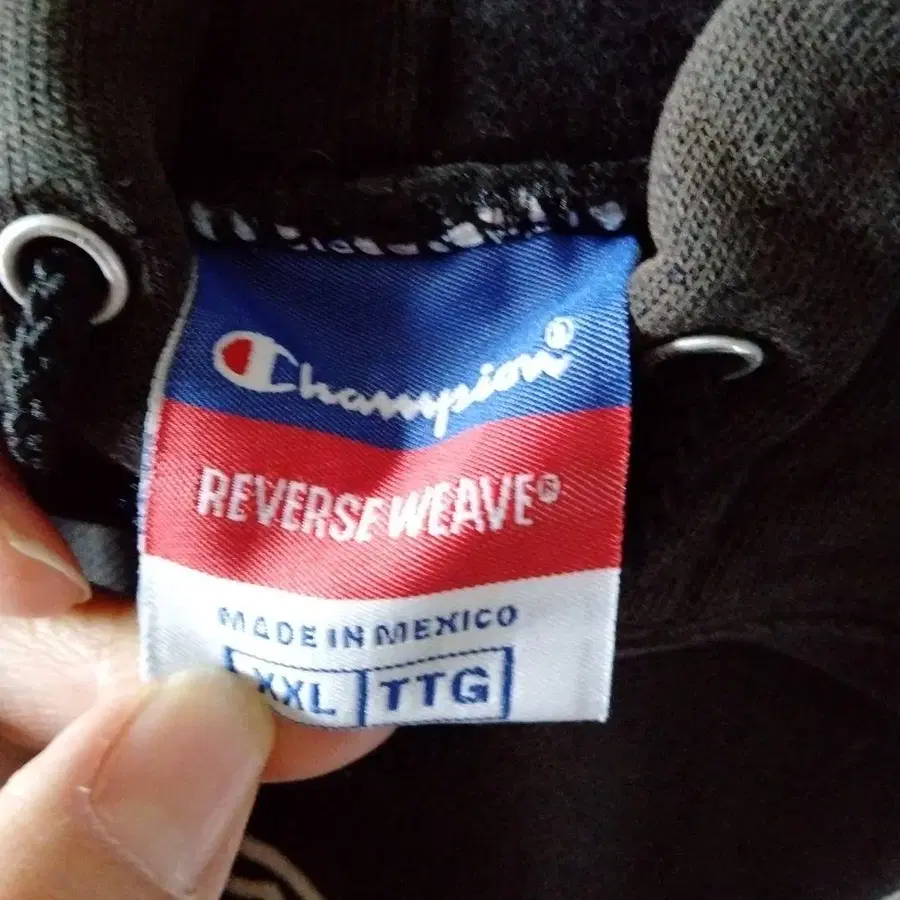 Champion®
REVERSE WEAVE®
MADE IN MEXICO
XXL TTG